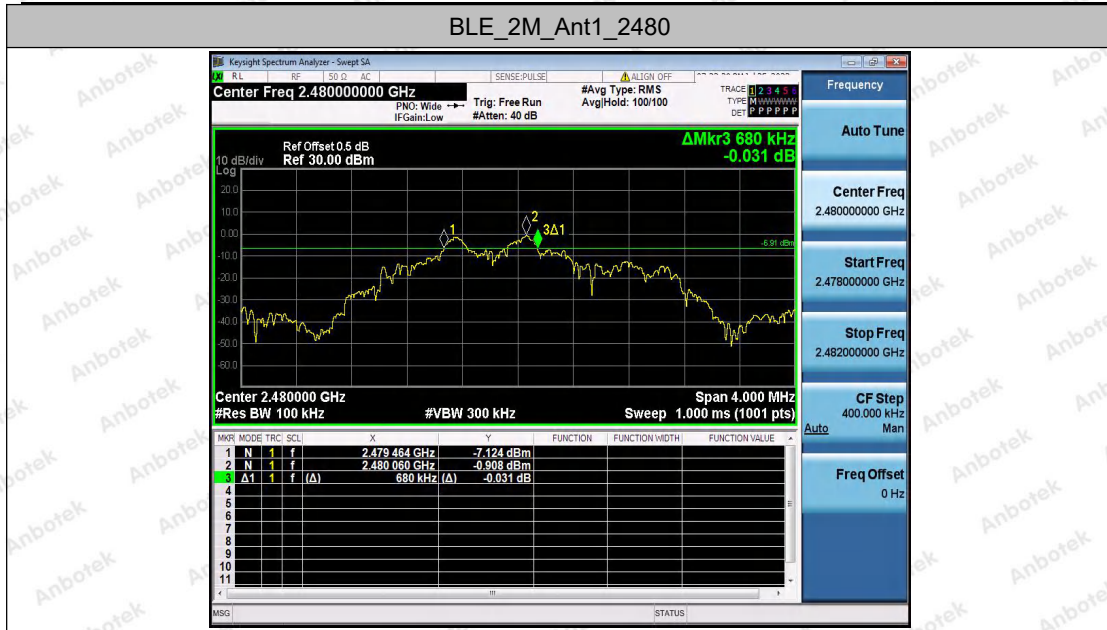 BLE_2M_Ant1_2480
Keysight Spectrum Analyzer - Swept SA
RL RF 50 Ω AC SENSE:PULSE ALIGN OFF
Center Freq 2.480000000 GHz
PNO: Wide
IFGain:Low
Trig: Free Run
#Atten: 40 dB
#Avg Type: RMS
Avg|Hold: 100/100
TRACE 1 2 3 4 5 6
TYPE M WWWWW
DET P P P P P P
Frequency
Auto Tune
Center Freq
2.480000000 GHz
Start Freq
2.478000000 GHz
Stop Freq
2.482000000 GHz
CF Step
400.000 kHz
Auto Man
Freq Offset
0 Hz
ΔMkr3 680 kHz
-0.031 dB
Ref Offset 0.5 dB
10 dB/div Ref 30.00 dBm
Log
20.0
10.0
0.00
-10.0
-20.0
-30.0
-40.0
-50.0
-60.0
1
2
3Δ1
-6.91 dBm
Center 2.480000 GHz Span 4.000 MHz
#Res BW 100 kHz #VBW 300 kHz Sweep 1.000 ms (1001 pts)
MKR MODE TRC SCL X Y FUNCTION FUNCTION WIDTH FUNCTION VALUE
1 N 1 f 2.479 464 GHz -7.124 dBm
2 N 1 f 2.480 060 GHz -0.908 dBm
3 Δ1 1 f (Δ) 680 kHz (Δ) -0.031 dB
4
5
6
7
8
9
10
11
MSG STATUS
Anbotek